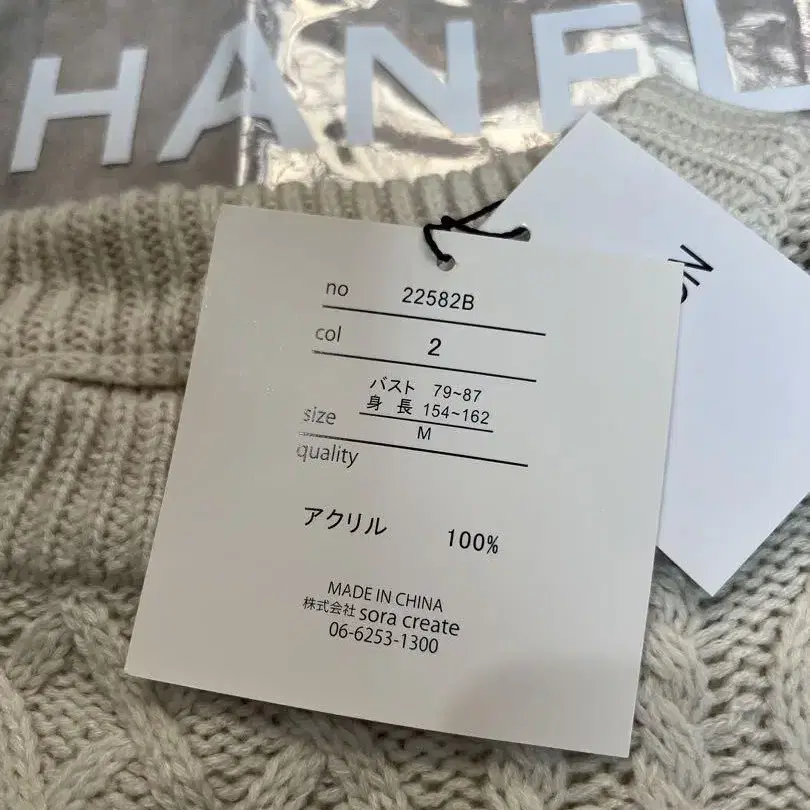 HANEL
no 22582B
col 2
バスト 79~87
身長 154~162
size M
quality
アクリル 100%
MADE IN CHINA
株式会社 sora create
06-6253-1300